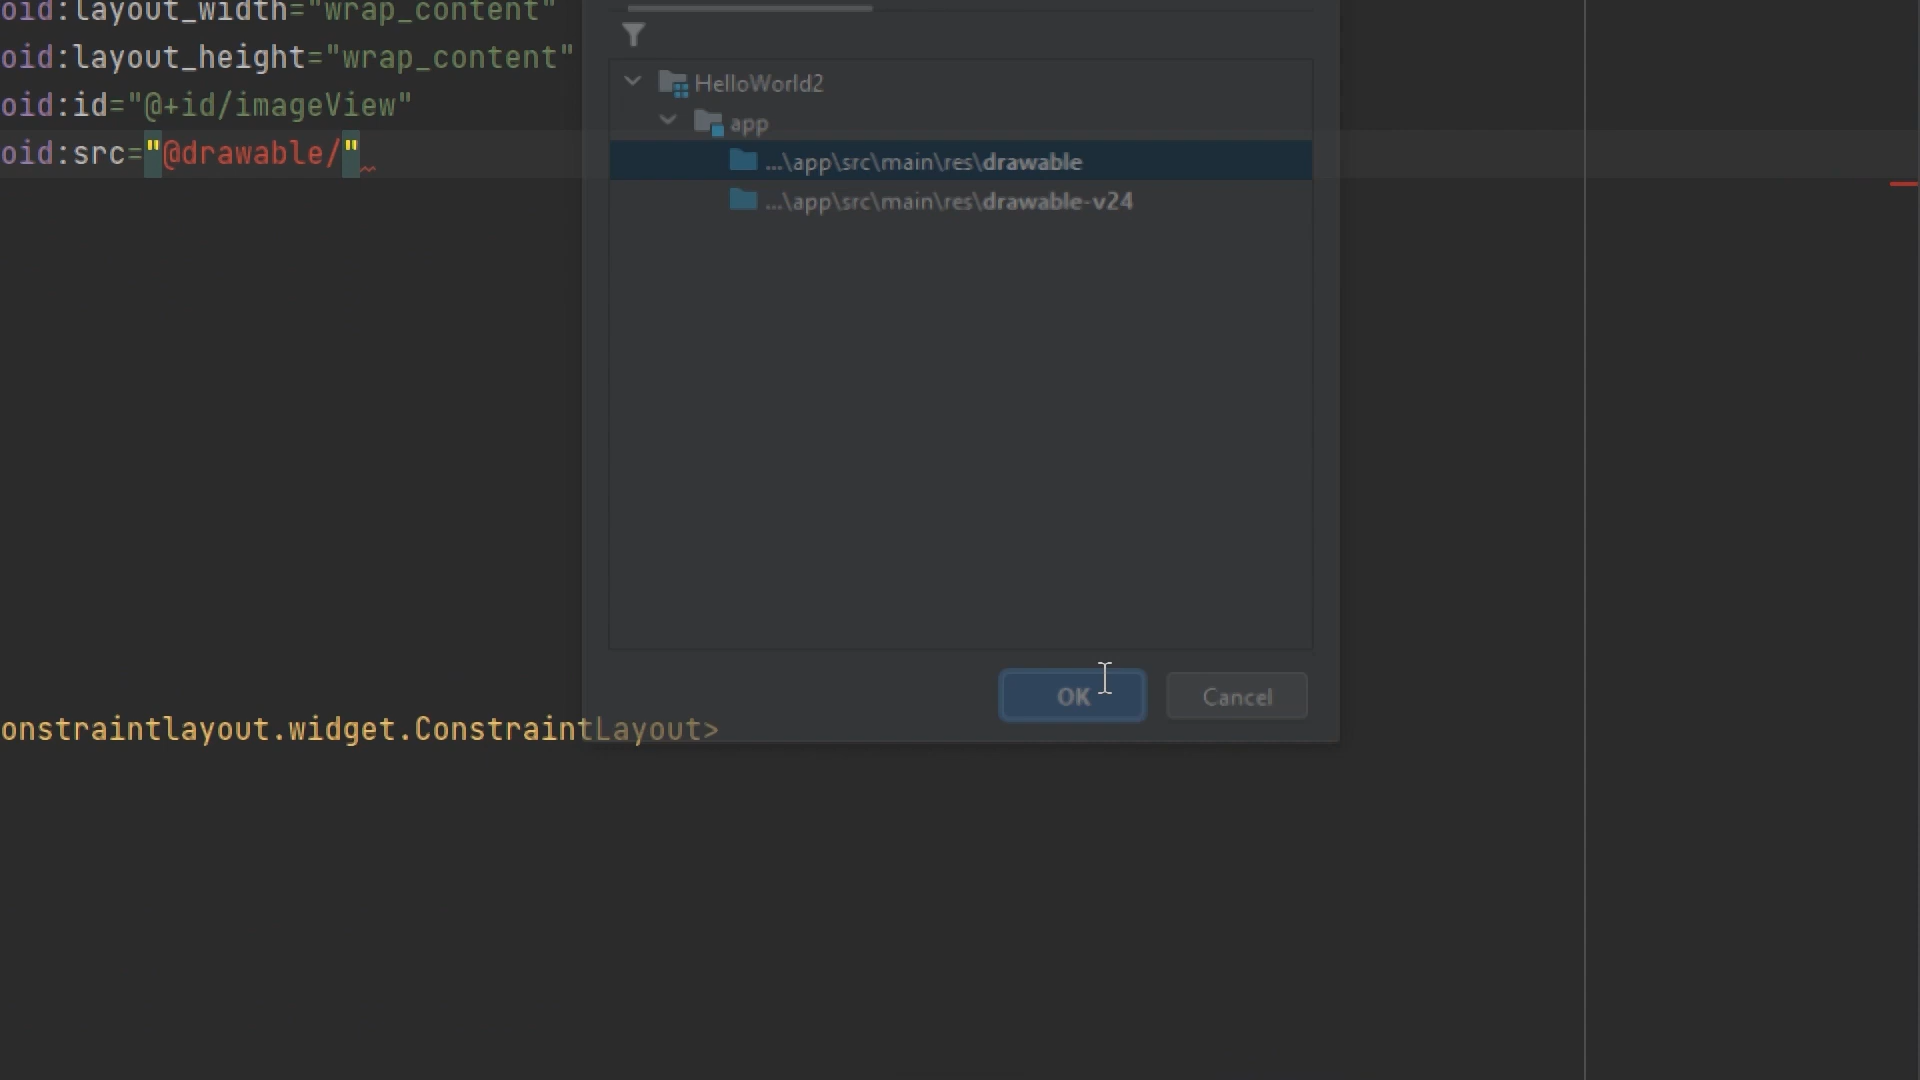 oid:layout_width="wrap_content"
oid:layout_height="wrap_content"
oid:id="@+id/imageView"
oid:src="@drawable/"
HelloWorld2
app
...\app\src\main\res\drawable
...\app\src\main\res\drawable-v24
OK
Cancel
onstraintlayout.widget.ConstraintLayout>